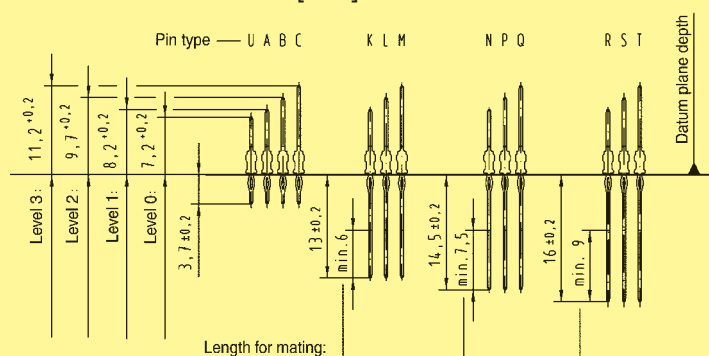 Pin type — U A B C K L M N P Q R S T
Datum plane depth
11,2 +0,2
9,7 +0,2
8,2 +0,2
7,2 +0,2
Level 3:
Level 2:
Level 1:
Level 0:
3,7 ±0,2
13 ±0,2
min.6
14,5 ±0,2
min.7,5
16 ±0,2
min. 9
Length for mating: